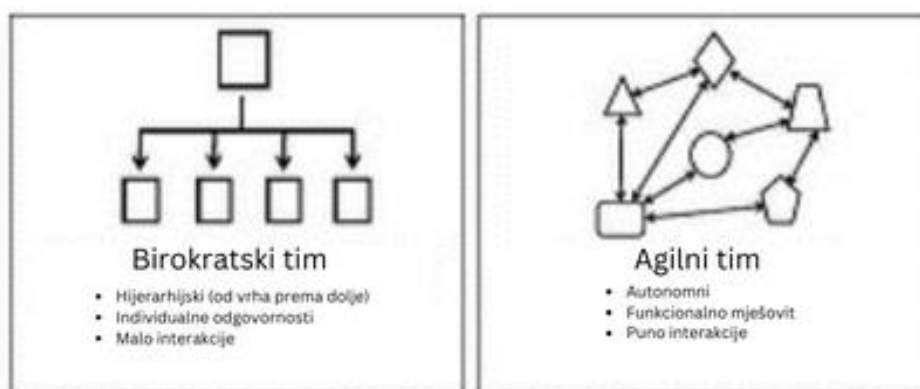 Birokratski tim
• Hijerarhijski (od vrha prema dolje)
• Individualne odgovornosti
• Malo interakcije
Agilni tim
• Autonomni
• Funkcionalno mješovit
• Puno interakcije